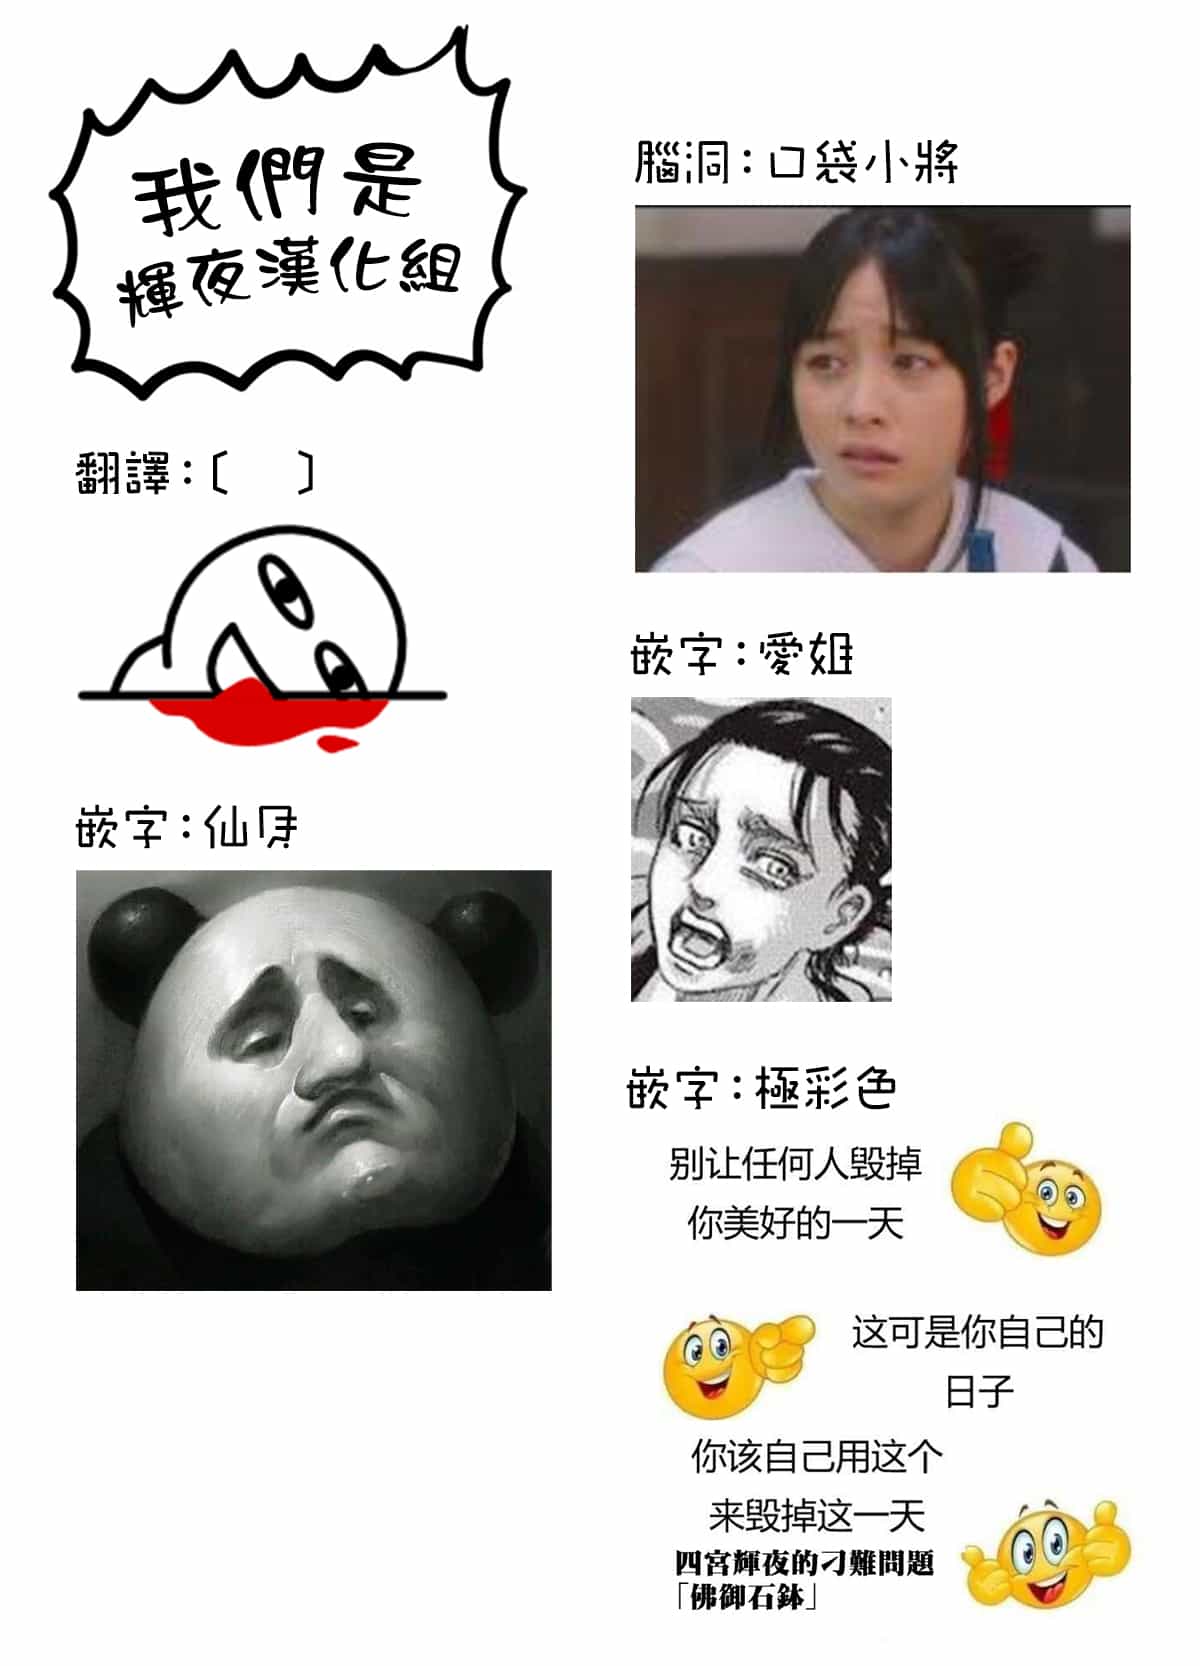 我們是
輝夜漢化組
翻譯：〔　〕
嵌字：仙貝
腦洞：口袋小將
嵌字：愛姐
嵌字：極彩色
别让任何人毁掉
你美好的一天
这可是你自己的
日子
你该自己用这个
来毁掉这一天
四宮輝夜的刁難問題
「佛御石鉢」